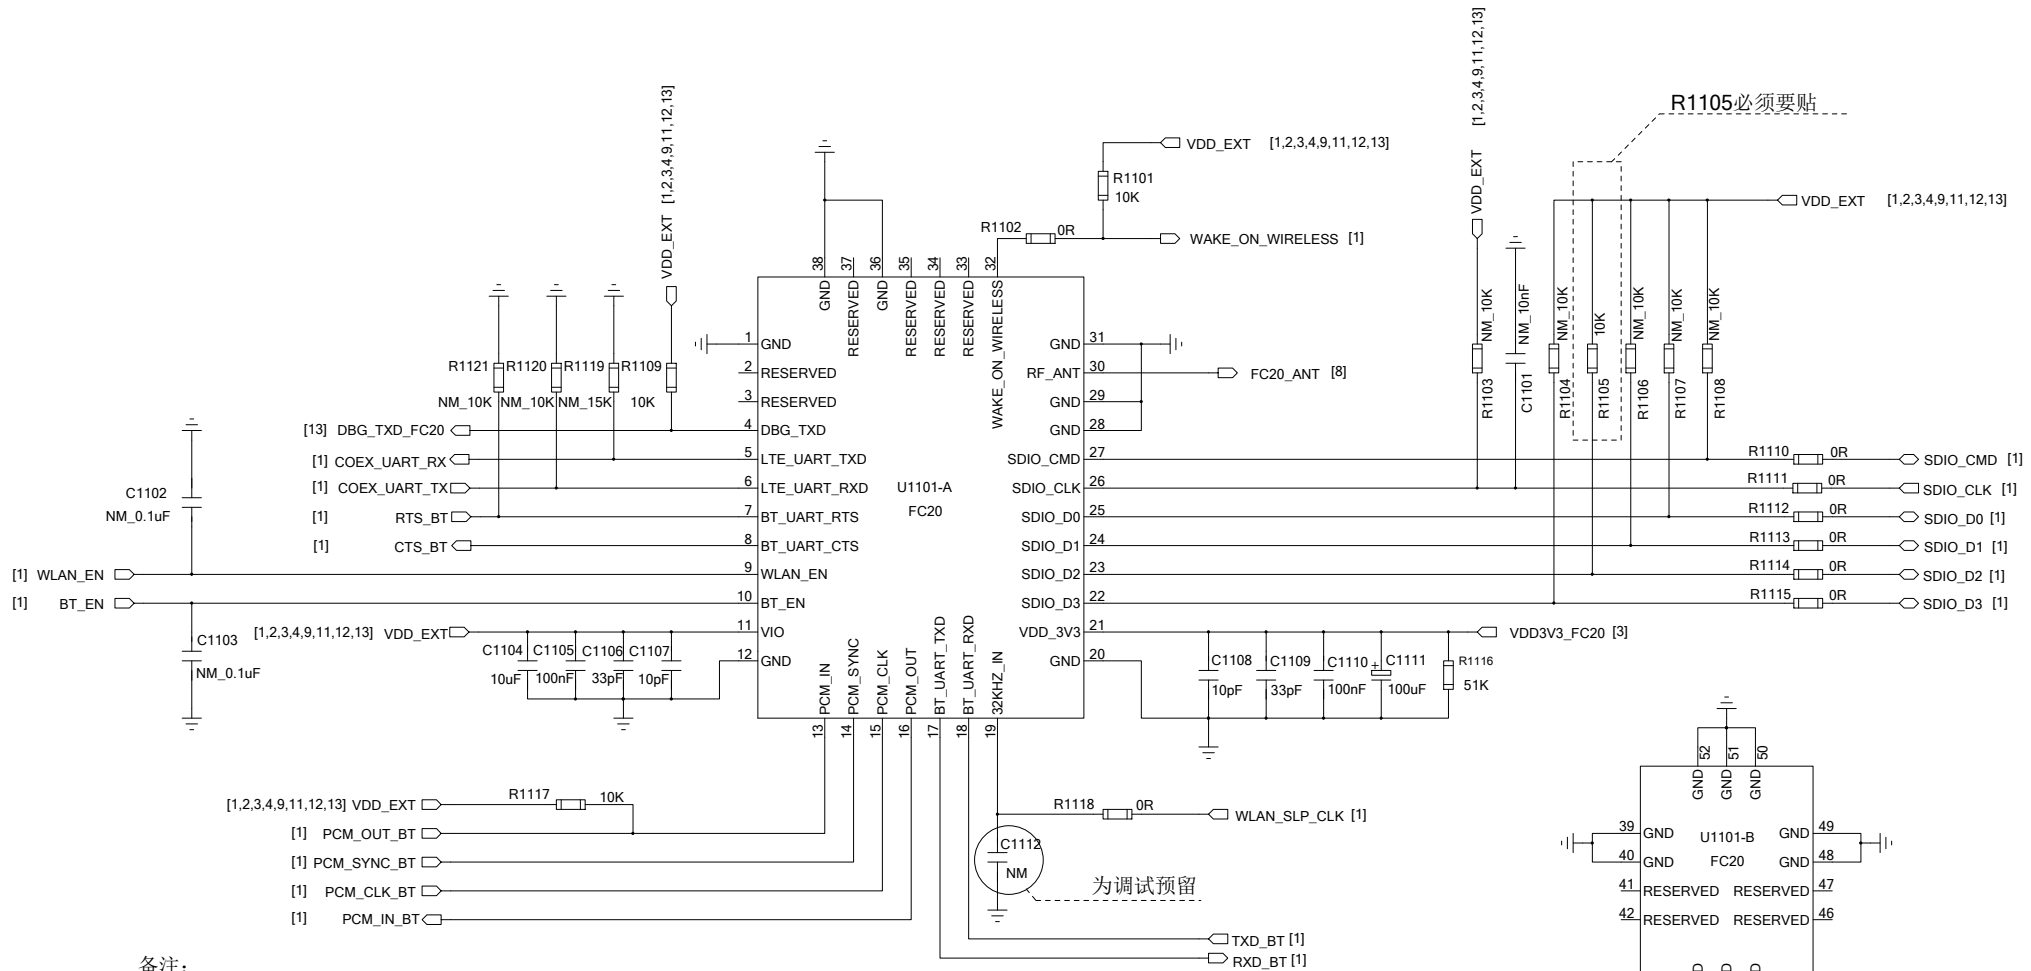 [1,2,3,4,9,11,12,13]
VDD_EXT
R1105必须要贴
VDD_EXT [1,2,3,4,9,11,12,13]
VDD_EXT [1,2,3,4,9,11,12,13]
R1101
10K
VDD_EXT [1,2,3,4,9,11,12,13]
R1102 0R
WAKE_ON_WIRELESS [1]
38 37 36 35 34 33 32
GND RESERVED GND RESERVED RESERVED RESERVED WAKE_ON_WIRELESS
NM_10K NM_10nF NM_10K 10K NM_10K NM_10K NM_10K
R1103 C1101 R1104 R1105 R1106 R1107 R1108
1 GND
GND 31
R1121 R1120 R1119 R1109
NM_10K NM_10K NM_15K 10K
2 RESERVED
RF_ANT 30
FC20_ANT [8]
3 RESERVED
GND 29
[13] DBG_TXD_FC20
4 DBG_TXD
GND 28
[1] COEX_UART_RX
5 LTE_UART_TXD
SDIO_CMD 27
R1110 0R
SDIO_CMD [1]
[1] COEX_UART_TX
6 LTE_UART_RXD
U1101-A
FC20
SDIO_CLK 26
R1111 0R
SDIO_CLK [1]
[1] RTS_BT
7 BT_UART_RTS
SDIO_D0 25
R1112 0R
SDIO_D0 [1]
[1] CTS_BT
8 BT_UART_CTS
SDIO_D1 24
R1113 0R
SDIO_D1 [1]
C1102
NM_0.1uF
[1] WLAN_EN
9 WLAN_EN
SDIO_D2 23
R1114 0R
SDIO_D2 [1]
[1] BT_EN
10 BT_EN
SDIO_D3 22
R1115 0R
SDIO_D3 [1]
C1103
NM_0.1uF
[1,2,3,4,9,11,12,13] VDD_EXT
11 VIO
VDD_3V3 21
VDD3V3_FC20 [3]
12 GND
GND 20
C1104 C1105 C1106 C1107
10uF 100nF 33pF 10pF
C1108 C1109 C1110 + C1111 R1116
10pF 33pF 100nF 100uF 51K
PCM_IN PCM_SYNC PCM_CLK PCM_OUT BT_UART_TXD BT_UART_RXD 32KHZ_IN
13 14 15 16 17 18 19
[1,2,3,4,9,11,12,13] VDD_EXT
R1117 10K
[1] PCM_OUT_BT
[1] PCM_SYNC_BT
[1] PCM_CLK_BT
[1] PCM_IN_BT
R1118 0R
WLAN_SLP_CLK [1]
C1112
NM
为调试预留
TXD_BT [1]
RXD_BT [1]
52 51 50
GND GND GND
39 GND
U1101-B
FC20
GND 49
40 GND
GND 48
41 RESERVED RESERVED 47
42 RESERVED RESERVED 46
备注：